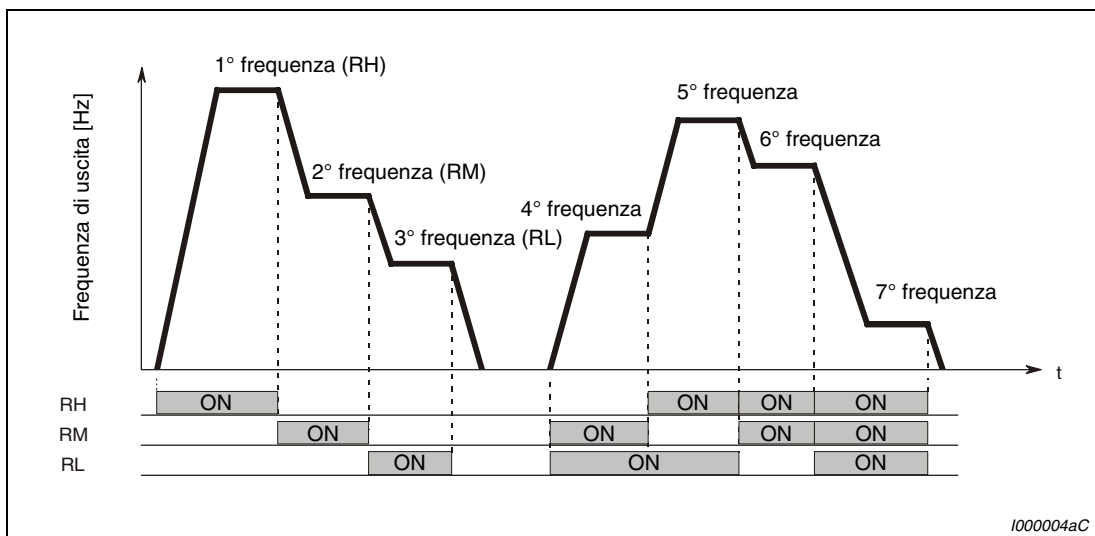 Frequenza di uscita [Hz]
1° frequenza (RH)
2° frequenza (RM)
3° frequenza (RL)
4° frequenza
5° frequenza
6° frequenza
7° frequenza
t
RH ON ON ON ON
RM ON ON ON ON
RL ON ON ON
I000004aC